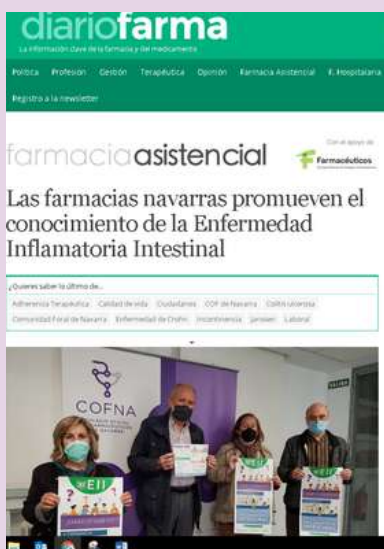 diariofarma
La información clave de la farmacia y del medicamento
Política Profesión Gestión Terapéutica Opinión Farmacia Asistencial F. Hospitalaria
Registro a la newsletter
farmaciaasistencial
Con el apoyo de
Farmacéuticos
Las farmacias navarras promueven el
conocimiento de la Enfermedad
Inflamatoria Intestinal
¿Quieres saber lo último de...
Adherencia Terapéutica Calidad de vida Ciudadanos COF de Navarra Colitis ulcerosa
Comunidad Foral de Navarra Enfermedad de Crohn Incontinencia Janssen Laboral
SALIDA
COFNA
EII
EII
EII